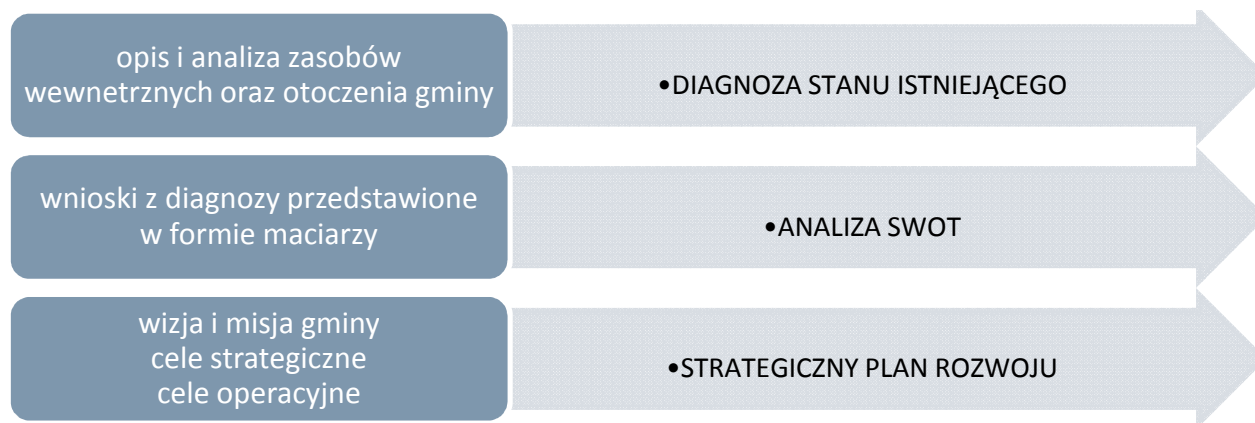 opis i analiza zasobów
wewnetrznych oraz otoczenia gminy
•DIAGNOZA STANU ISTNIEJĄCEGO
wnioski z diagnozy przedstawione
w formie maciarzy
•ANALIZA SWOT
wizja i misja gminy
cele strategiczne
cele operacyjne
•STRATEGICZNY PLAN ROZWOJU